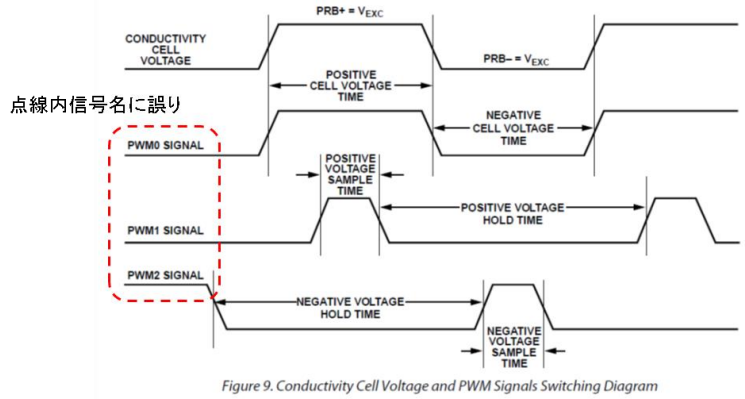 PRB+ = VEXC
CONDUCTIVITY
CELL
VOLTAGE
PRB– = VEXC
POSITIVE
CELL VOLTAGE
TIME
点線内信号名に誤り
NEGATIVE
CELL VOLTAGE
TIME
PWM0 SIGNAL
POSITIVE
VOLTAGE
SAMPLE
TIME
POSITIVE VOLTAGE
HOLD TIME
PWM1 SIGNAL
PWM2 SIGNAL
NEGATIVE VOLTAGE
HOLD TIME
NEGATIVE
VOLTAGE
SAMPLE
TIME
Figure 9. Conductivity Cell Voltage and PWM Signals Switching Diagram